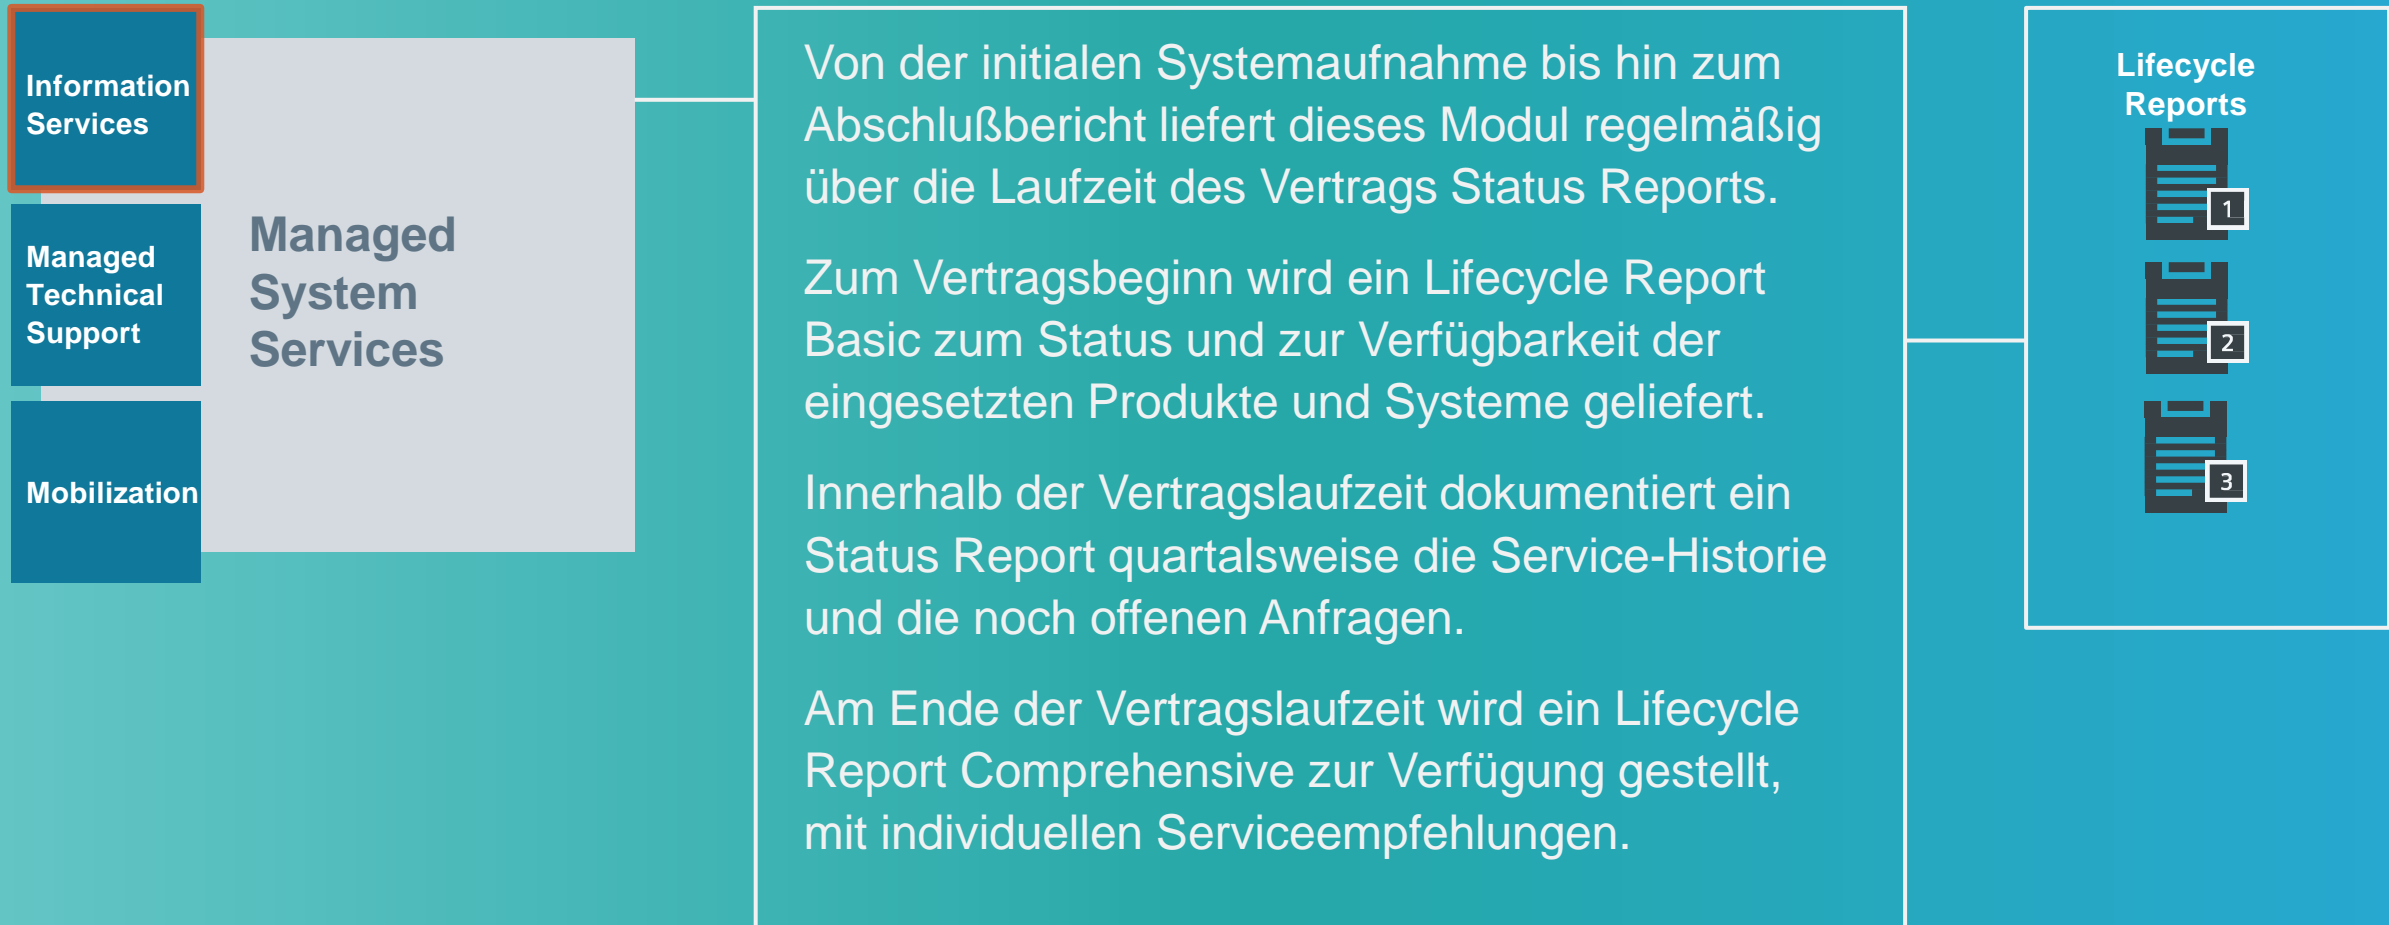 Information
Services
Managed
Technical
Support
Mobilization
Managed
System
Services
Von der initialen Systemaufnahme bis hin zum
Abschlußbericht liefert dieses Modul regelmäßig
über die Laufzeit des Vertrags Status Reports.
Zum Vertragsbeginn wird ein Lifecycle Report
Basic zum Status und zur Verfügbarkeit der
eingesetzten Produkte und Systeme geliefert.
Innerhalb der Vertragslaufzeit dokumentiert ein
Status Report quartalsweise die Service-Historie
und die noch offenen Anfragen.
Am Ende der Vertragslaufzeit wird ein Lifecycle
Report Comprehensive zur Verfügung gestellt,
mit individuellen Serviceempfehlungen.
Lifecycle
Reports
1
2
3